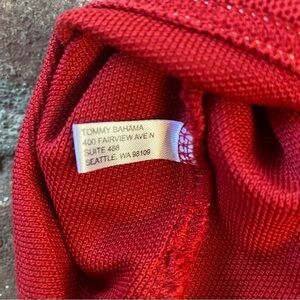 TOMMY BAHAMA
400 FAIRVIEW AVE N
SUITE 488
SEATTLE, WA 98109